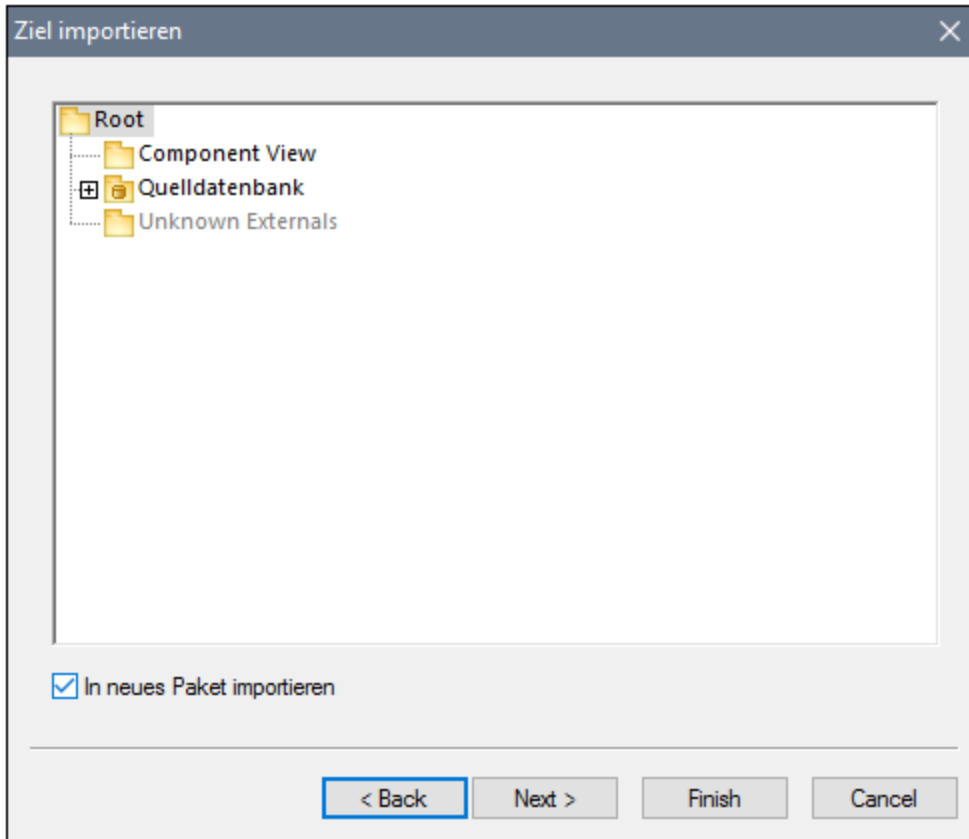 Ziel importieren
Root
Component View
Quelldatenbank
Unknown Externals
In neues Paket importieren
< Back Next > Finish Cancel